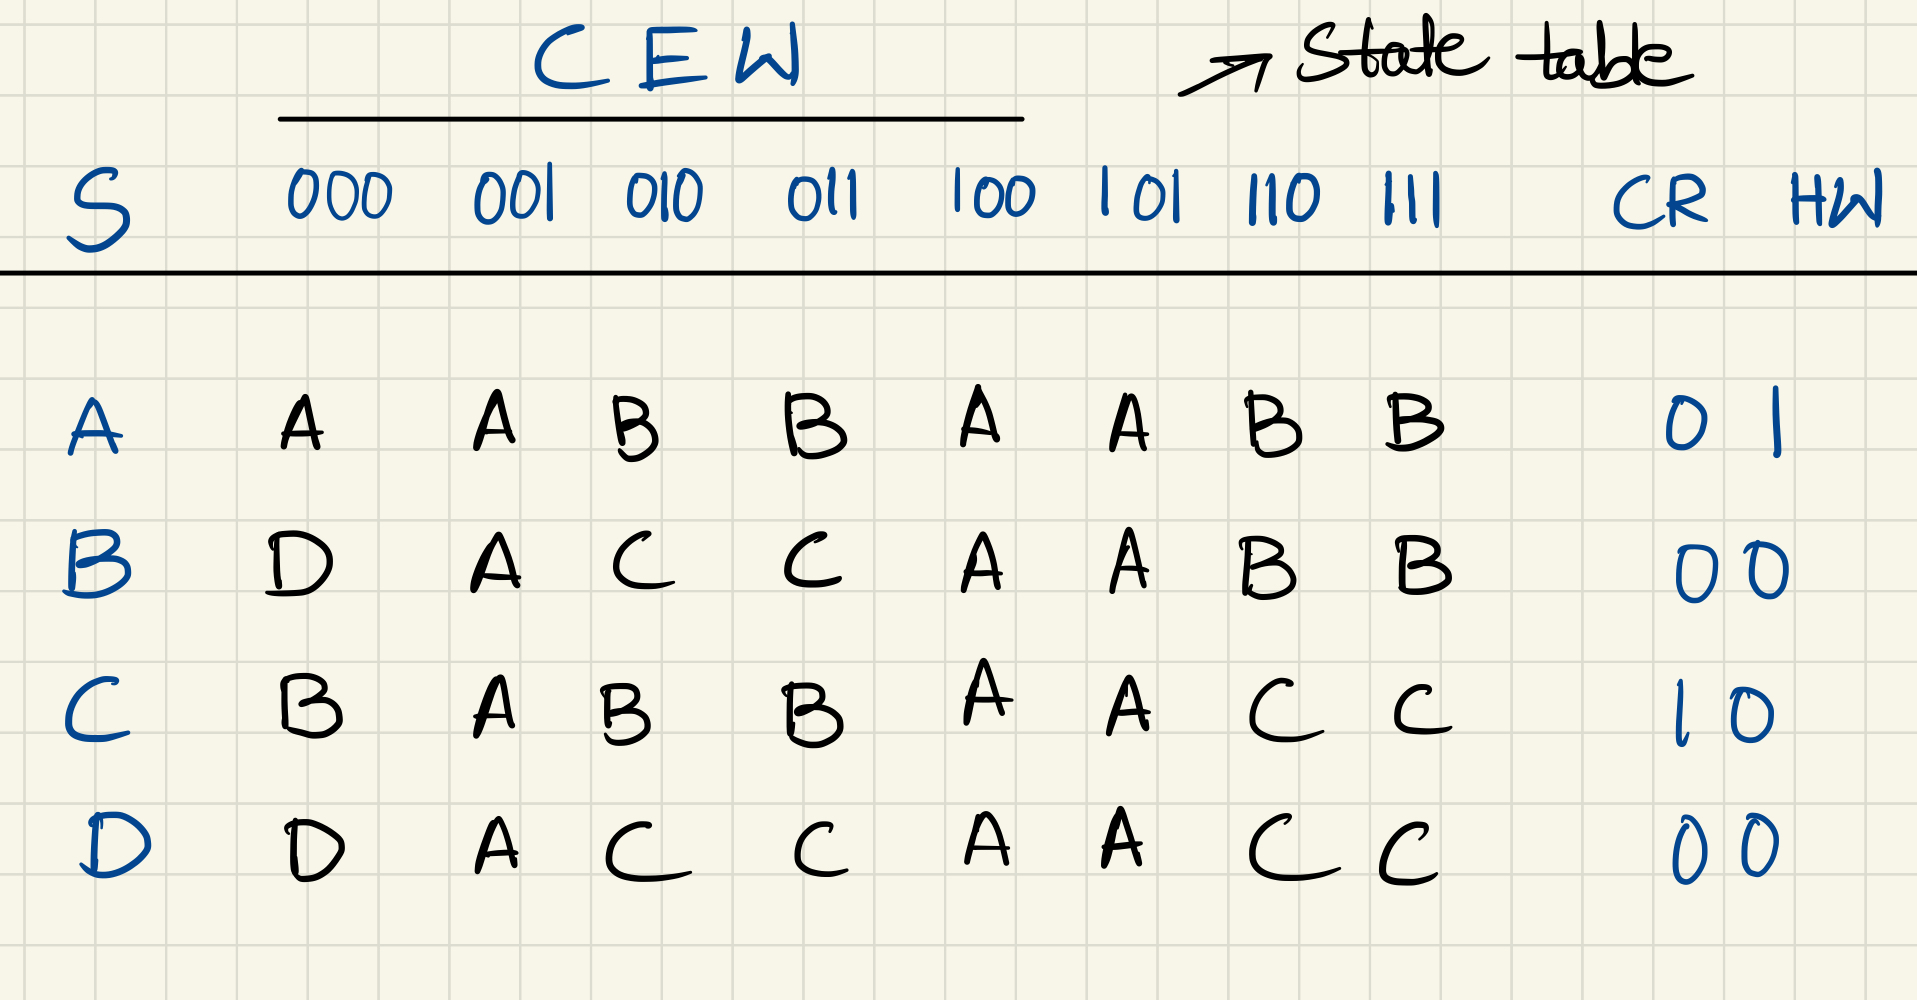 C E W → State table
S 000 001 010 011 100 101 110 111 CR HW
A A A B B A A B B 0 1
B D A C C A A B B 0 0
C B A B B A A C C 1 0
D D A C C A A C C 0 0